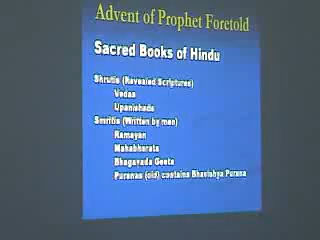 Advent of Prophet Foretold
Sacred Books of Hindu
Shrutis (Revealed Scriptures)
Vedas
Upanishads
Smritis (Written by men)
Ramayan
Mahabharata
Bhagavada Geeta
Puranas (old) contains Bhavishya Purana